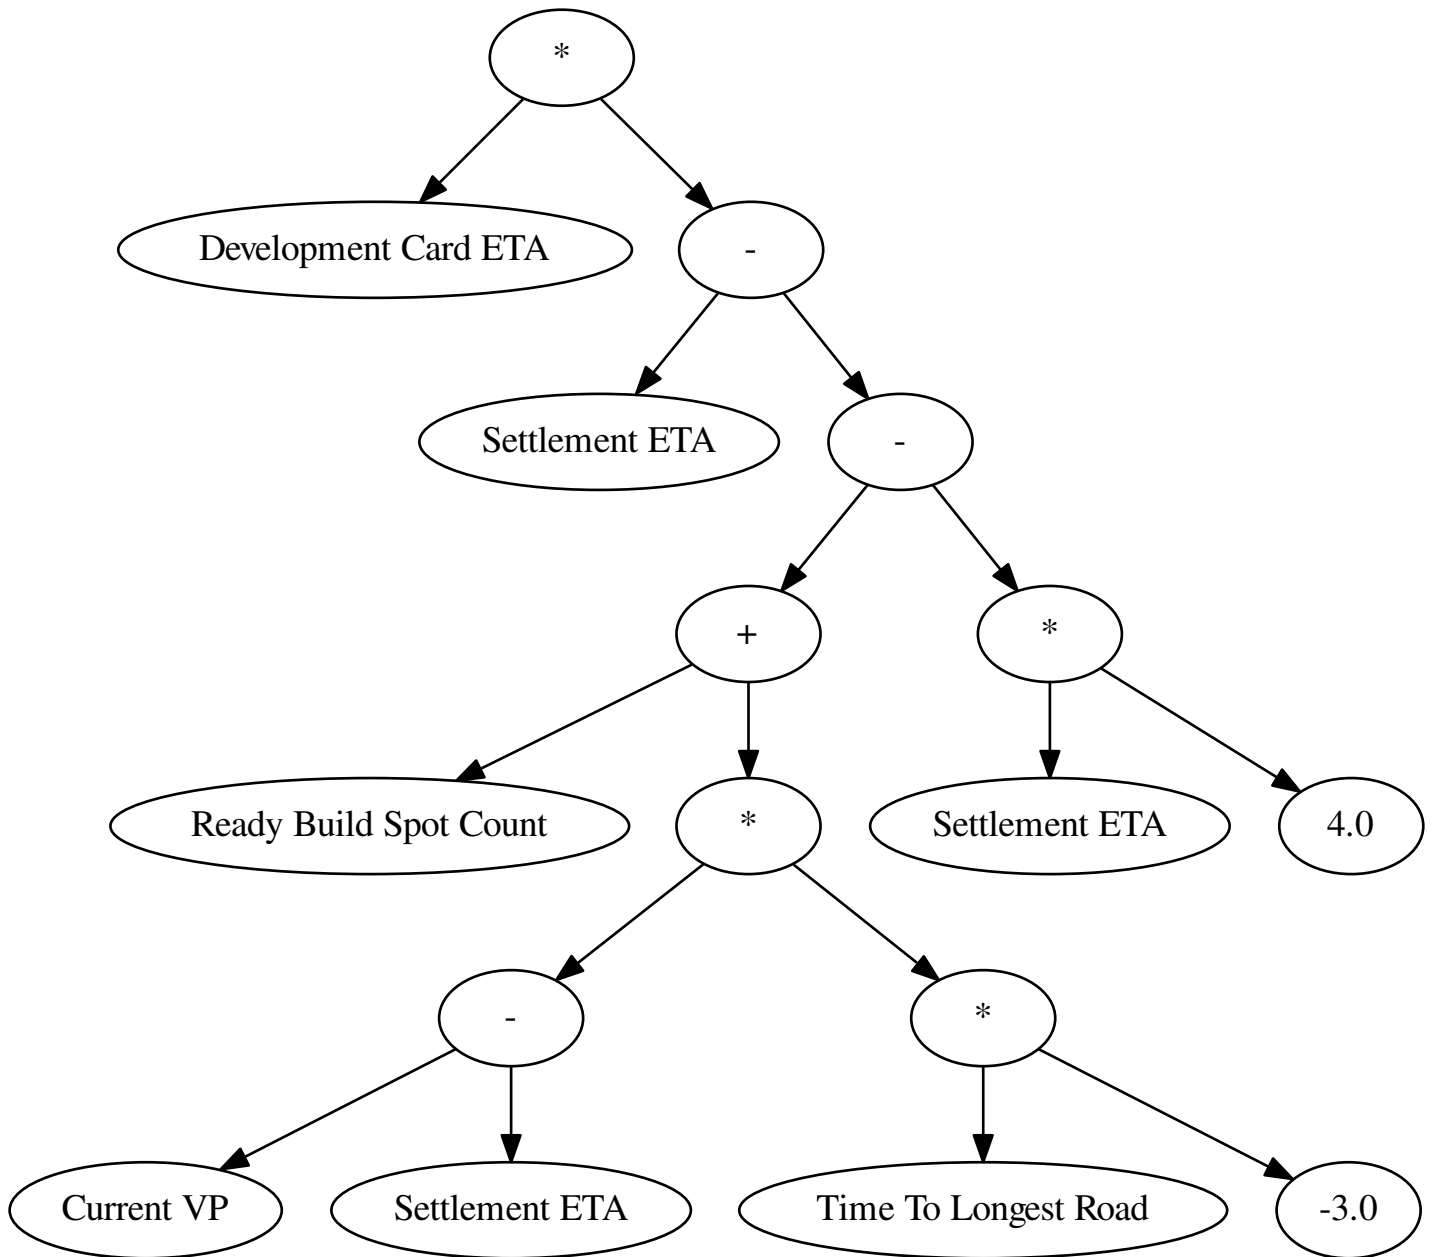 *
Development Card ETA
-
Settlement ETA
-
+
*
Ready Build Spot Count
*
Settlement ETA
4.0
-
*
Current VP
Settlement ETA
Time To Longest Road
-3.0